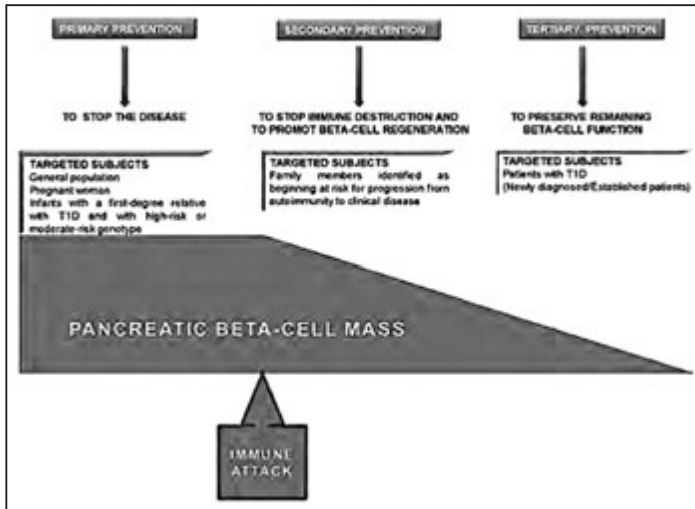 PRIMARY PREVENTION
TO STOP THE DISEASE
TARGETED SUBJECTS
General population
Pregnant woman
Infants with a first-degree relative
with T1D and with high-risk or
moderate-risk genotype
SECONDARY PREVENTION
TO STOP IMMUNE DESTRUCTION AND
TO PROMOT BETA-CELL REGENERATION
TARGETED SUBJECTS
Family members identified as
beginning at risk for progression from
autoimmunity to clinical disease
TERTIARY PREVENTION
TO PRESERVE REMAINING
BETA-CELL FUNCTION
TARGETED SUBJECTS
Patients with T1D
(Newly diagnosed/Established patients)
PANCREATIC BETA-CELL MASS
IMMUNE
ATTACK